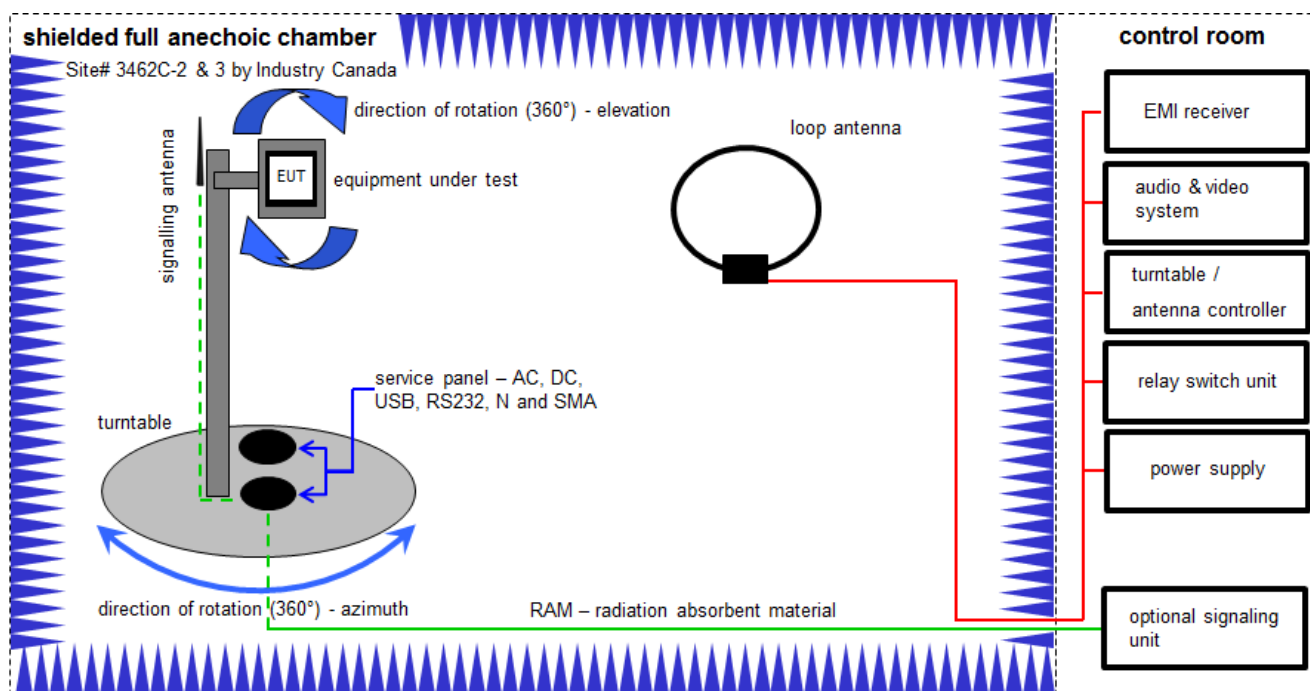 shielded full anechoic chamber
Site# 3462C-2 & 3 by Industry Canada
direction of rotation (360°) - elevation
signalling antenna
EUT
equipment under test
loop antenna
service panel – AC, DC,
USB, RS232, N and SMA
turntable
direction of rotation (360°) - azimuth
RAM – radiation absorbent material
control room
EMI receiver
audio & video
system
turntable /
antenna controller
relay switch unit
power supply
optional signaling
unit